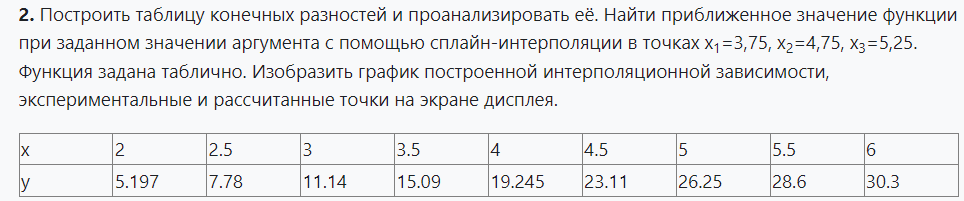 2. Построить таблицу конечных разностей и проанализировать её. Найти приближенное значение функции
при заданном значении аргумента с помощью сплайн-интерполяции в точках x₁=3,75, x₂=4,75, x₃=5,25.
Функция задана таблично. Изобразить график построенной интерполяционной зависимости,
экспериментальные и рассчитанные точки на экране дисплея.
x 2 2.5 3 3.5 4 4.5 5 5.5 6
y 5.197 7.78 11.14 15.09 19.245 23.11 26.25 28.6 30.3